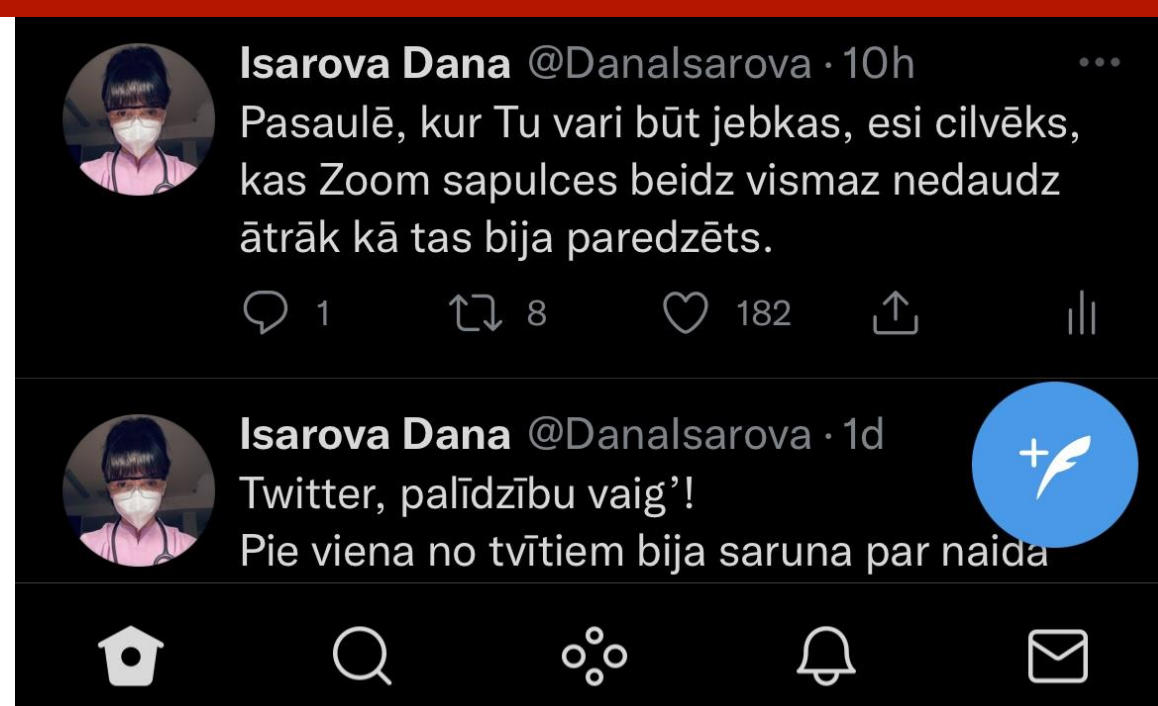 Isarova Dana @DanaIsarova · 10h
Pasaulē, kur Tu vari būt jebkas, esi cilvēks,
kas Zoom sapulces beidz vismaz nedaudz
ātrāk kā tas bija paredzēts.
1 8 182
Isarova Dana @DanaIsarova · 1d
Twitter, palīdzību vaig’!
Pie viena no tvītiem bija saruna par naida